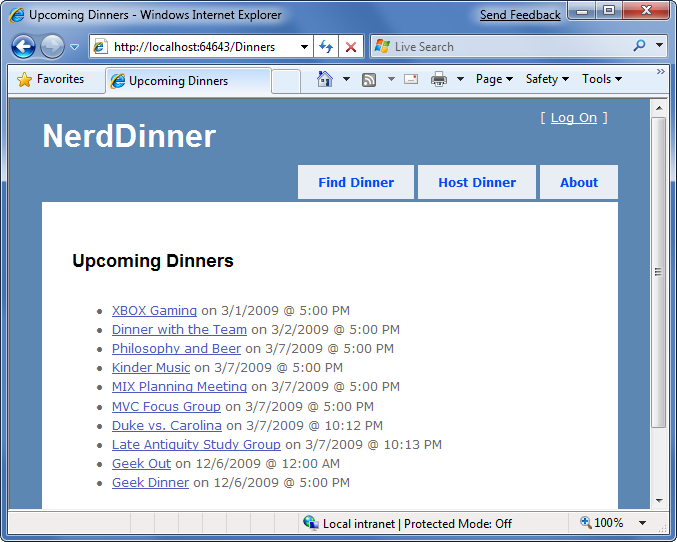 Upcoming Dinners - Windows Internet Explorer
Send Feedback
http://localhost:64643/Dinners
Live Search
Favorites
Upcoming Dinners
Page
Safety
Tools
[ Log On ]
NerdDinner
Find Dinner
Host Dinner
About
Upcoming Dinners
XBOX Gaming on 3/1/2009 @ 5:00 PM
Dinner with the Team on 3/2/2009 @ 5:00 PM
Philosophy and Beer on 3/7/2009 @ 5:00 PM
Kinder Music on 3/7/2009 @ 5:00 PM
MIX Planning Meeting on 3/7/2009 @ 5:00 PM
MVC Focus Group on 3/7/2009 @ 5:00 PM
Duke vs. Carolina on 3/7/2009 @ 10:12 PM
Late Antiquity Study Group on 3/7/2009 @ 10:13 PM
Geek Out on 12/6/2009 @ 12:00 AM
Geek Dinner on 12/6/2009 @ 5:00 PM
Local intranet | Protected Mode: Off
100%